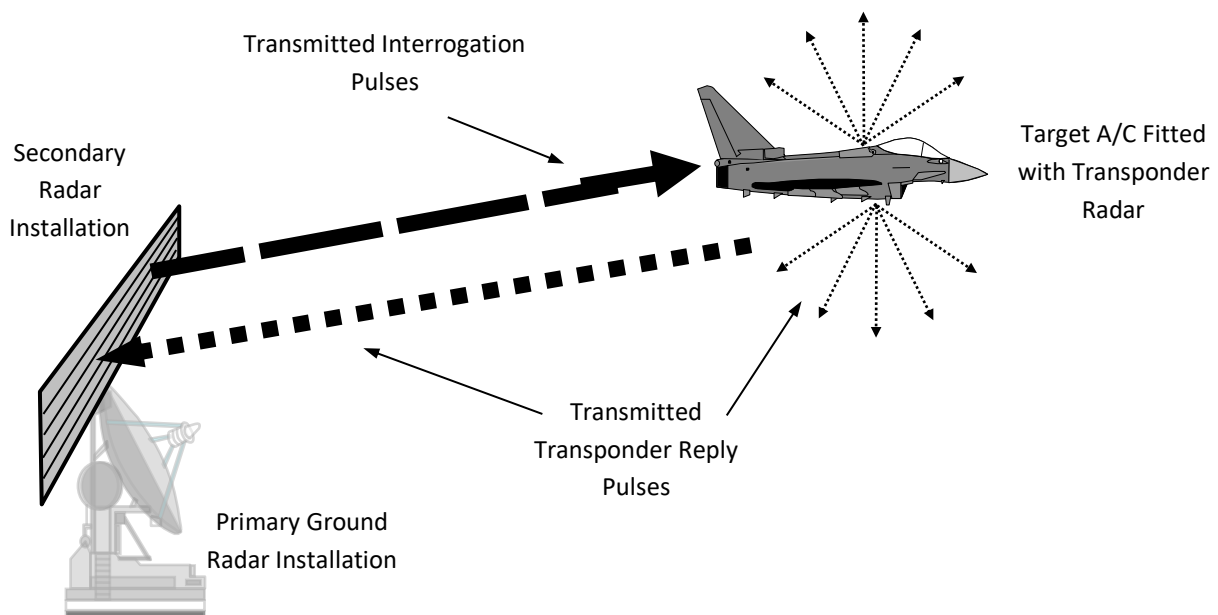 Transmitted Interrogation
Pulses
Secondary
Radar
Installation
Target A/C Fitted
with Transponder
Radar
Transmitted
Transponder Reply
Pulses
Primary Ground
Radar Installation